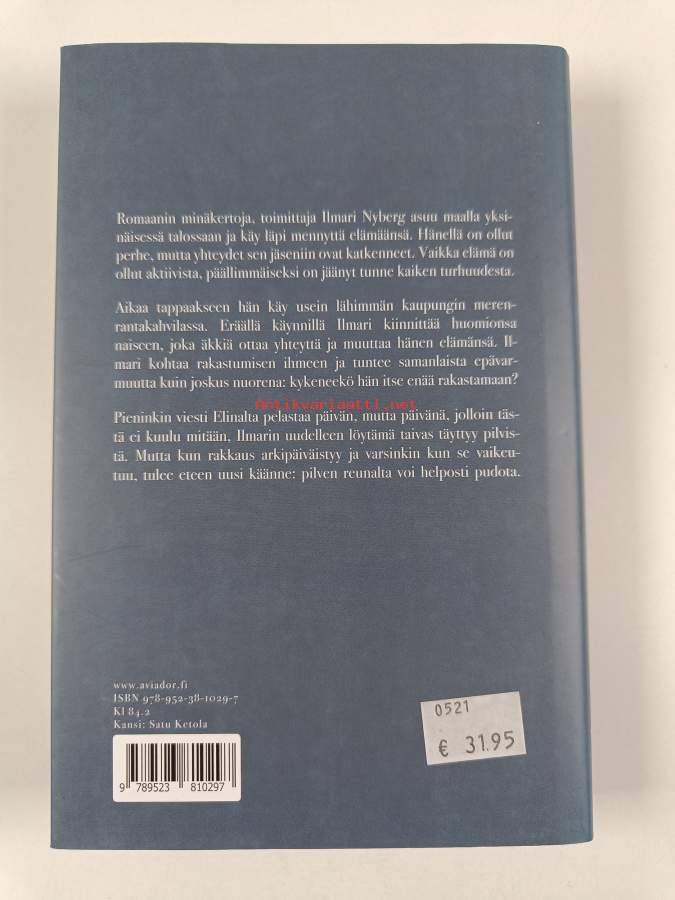 Romaanin minäkertoja, toimittaja Ilmari Nyberg asuu maalla yksi-
näisessä talossaan ja käy läpi mennyttä elämäänsä. Hänellä on ollut
perhe, mutta yhteydet sen jäseniin ovat katkenneet. Vaikka elämä on
ollut aktiivista, päällimmäiseksi on jäänyt tunne kaiken turhuudesta.
Aikaa tappaakseen hän käy usein lähimmän kaupungin meren-
rantakahvilassa. Eräällä käynnillä Ilmari kiinnittää huomionsa
naiseen, joka äkkiä ottaa yhteyttä ja muuttaa hänen elämänsä. Il-
mari kohtaa rakastumisen ihmeen ja tuntee samanlaista epävar-
muutta kuin joskus nuorena: kykeneekö hän itse enää rakastamaan?
Antikvariaatti.net
Pieninkin viesti Elinalta pelastaa päivän, mutta päivänä, jolloin täs-
tä ei kuulu mitään, Ilmarin uudelleen löytämä taivas täyttyy pilvis-
tä. Mutta kun rakkaus arkipäiväistyy ja varsinkin kun se vaikeu-
tuu, tulee eteen uusi käänne: pilven reunalta voi helposti pudota.
www.aviador.fi
ISBN 978-952-38-1029-7
Kl 84.2
Kansi: Satu Ketola
0521
€ 31.95
9 789523 810297